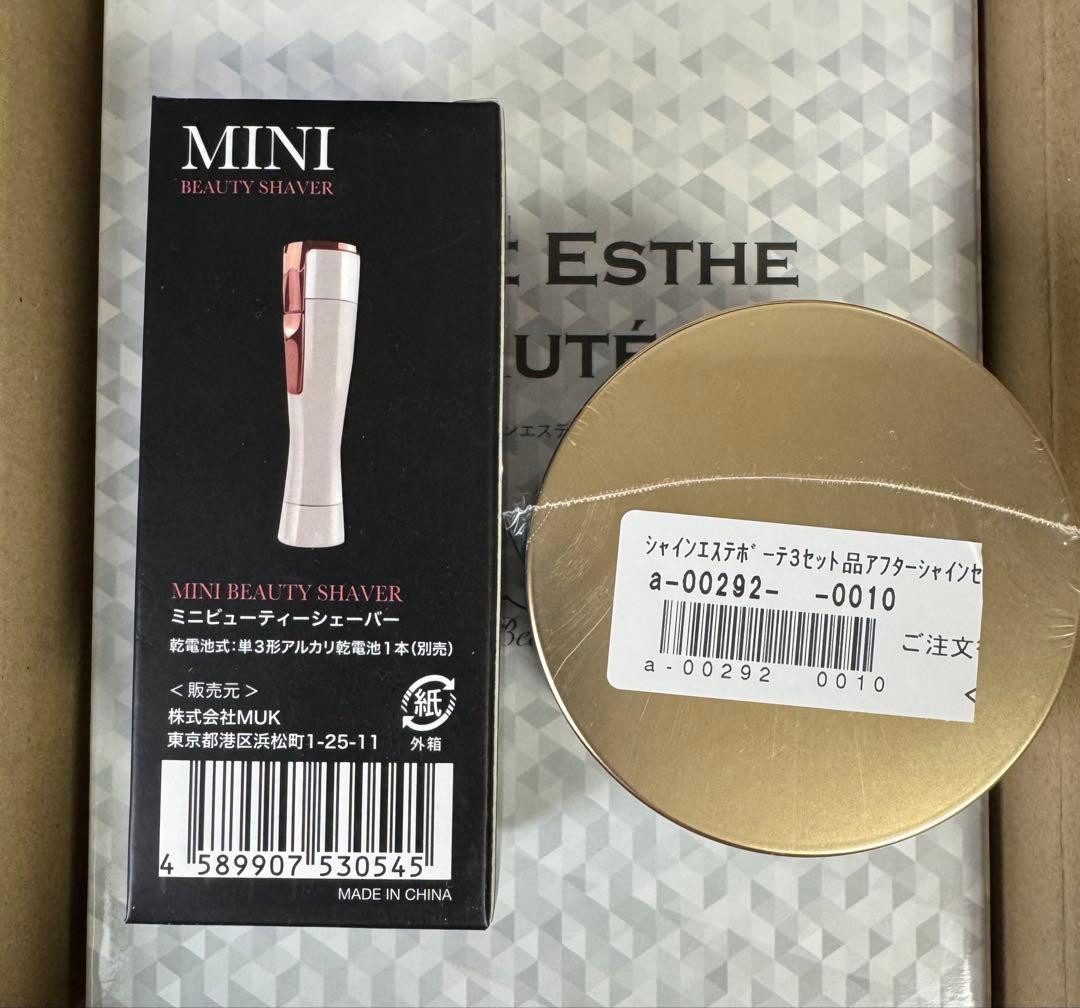 MINI
BEAUTY SHAVER
MINI BEAUTY SHAVER
ミニビューティーシェーバー
乾電池式:単3形アルカリ乾電池1本(別売)
<販売元>
株式会社MUK
東京都港区浜松町1-25-11
紙
外箱
4 589907 530545
MADE IN CHINA
ESTHE
シャインエステボーテ3セット品アフターシャインセ
a-00292- -0010
a-00292 0010
ご注文